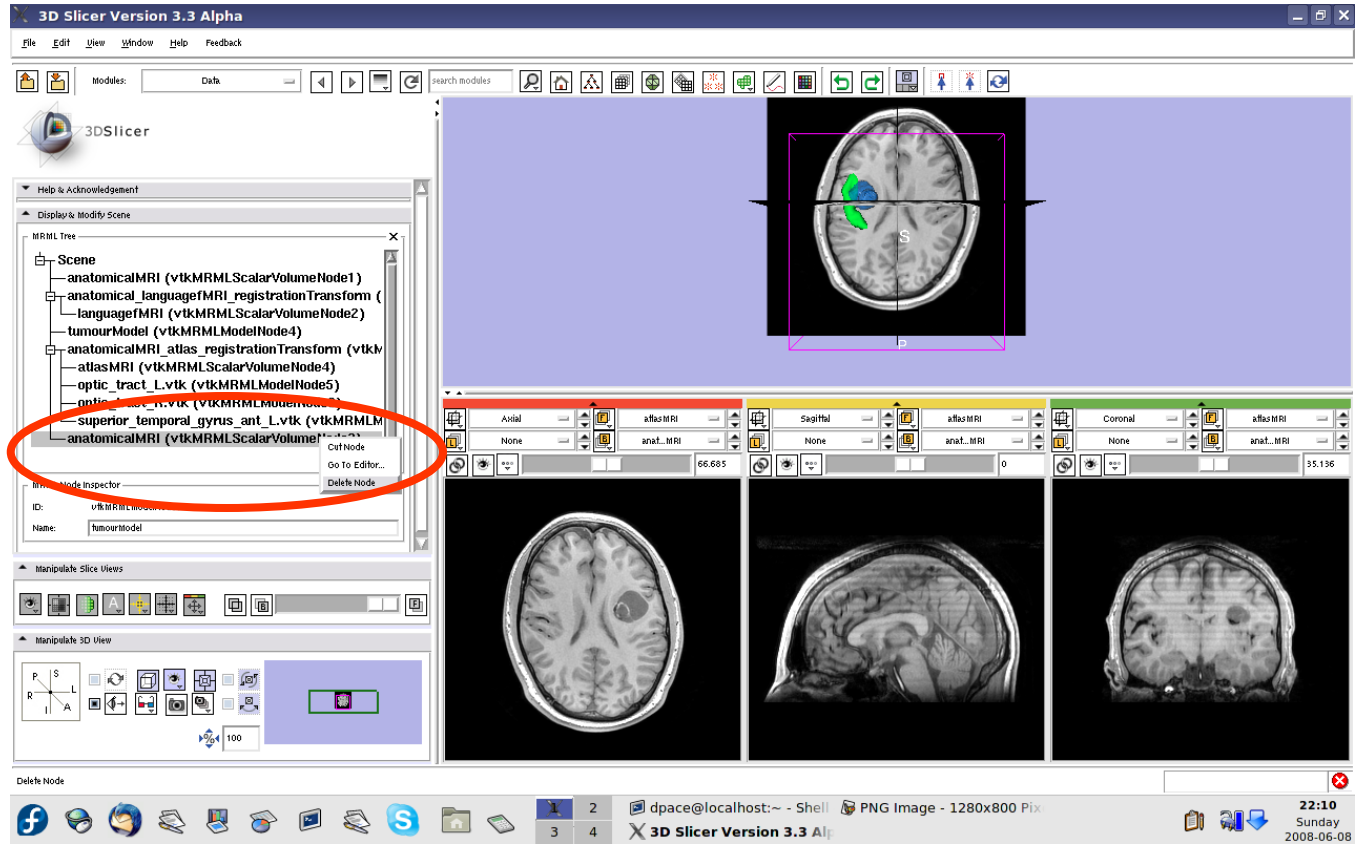 3D Slicer Version 3.3 Alpha
File Edit View Window Help Feedback
Modules: Data search modules
3DSlicer
Help & Acknowledgement
Display & Modify Scene
MRML Tree
Scene
anatomicalMRI (vtkMRMLScalarVolumeNode1)
anatomical_languagefMRI_registrationTransform (
languagefMRI (vtkMRMLScalarVolumeNode2)
tumourModel (vtkMRMLModelNode4)
anatomicalMRI_atlas_registrationTransform (vtkM
atlasMRI (vtkMRMLScalarVolumeNode4)
optic_tract_L.vtk (vtkMRMLModelNode5)
optic_tract_R.vtk
superior_temporal_gyrus_ant_L.vtk (vtkMRMLM
anatomicalMRI (vtkMRMLScalarVolumeNode
Cut Node
Go To Editor...
Delete Node
Node Inspector
ID:
Name: tumourModel
Manipulate Slice Views
A
B
F
Manipulate 3D View
P S
R L
I A
% 100
S
P
Axial F atlasMRI
L None B anat...MRI
66.685
Sagittal F atlasMRI
L None B anat...MRI
0
Coronal F atlasMRI
L None B anat...MRI
35.136
Delete Node
1 2
3 4
dpace@localhost:~ - Shell
PNG Image - 1280x800 Pix
3D Slicer Version 3.3 Alp
22:10
Sunday
2008-06-08